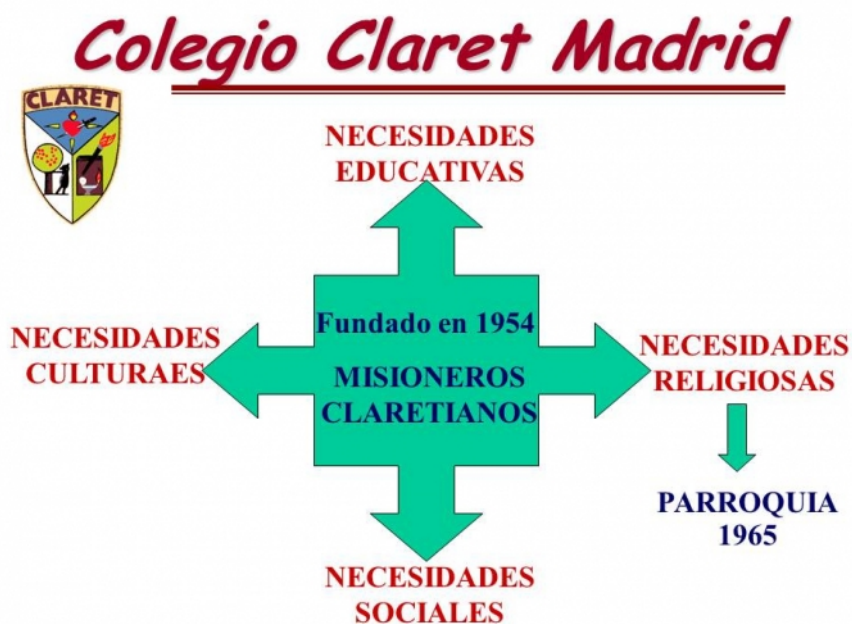 Colegio Claret Madrid
CLARET
NECESIDADES
EDUCATIVAS
NECESIDADES
CULTURAES
Fundado en 1954
MISIONEROS
CLARETIANOS
NECESIDADES
RELIGIOSAS
PARROQUIA
1965
NECESIDADES
SOCIALES